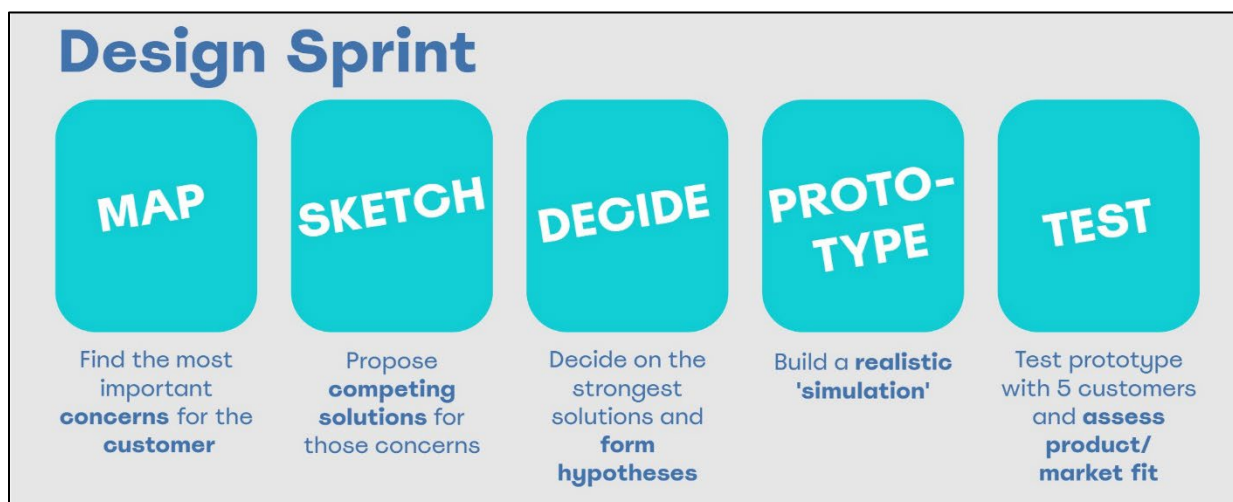 Design Sprint
MAP
Find the most
important
concerns for the
customer
SKETCH
Propose
competing
solutions for
those concerns
DECIDE
Decide on the
strongest
solutions and
form
hypotheses
PROTO-
TYPE
Build a realistic
'simulation'
TEST
Test prototype
with 5 customers
and assess
product/
market fit